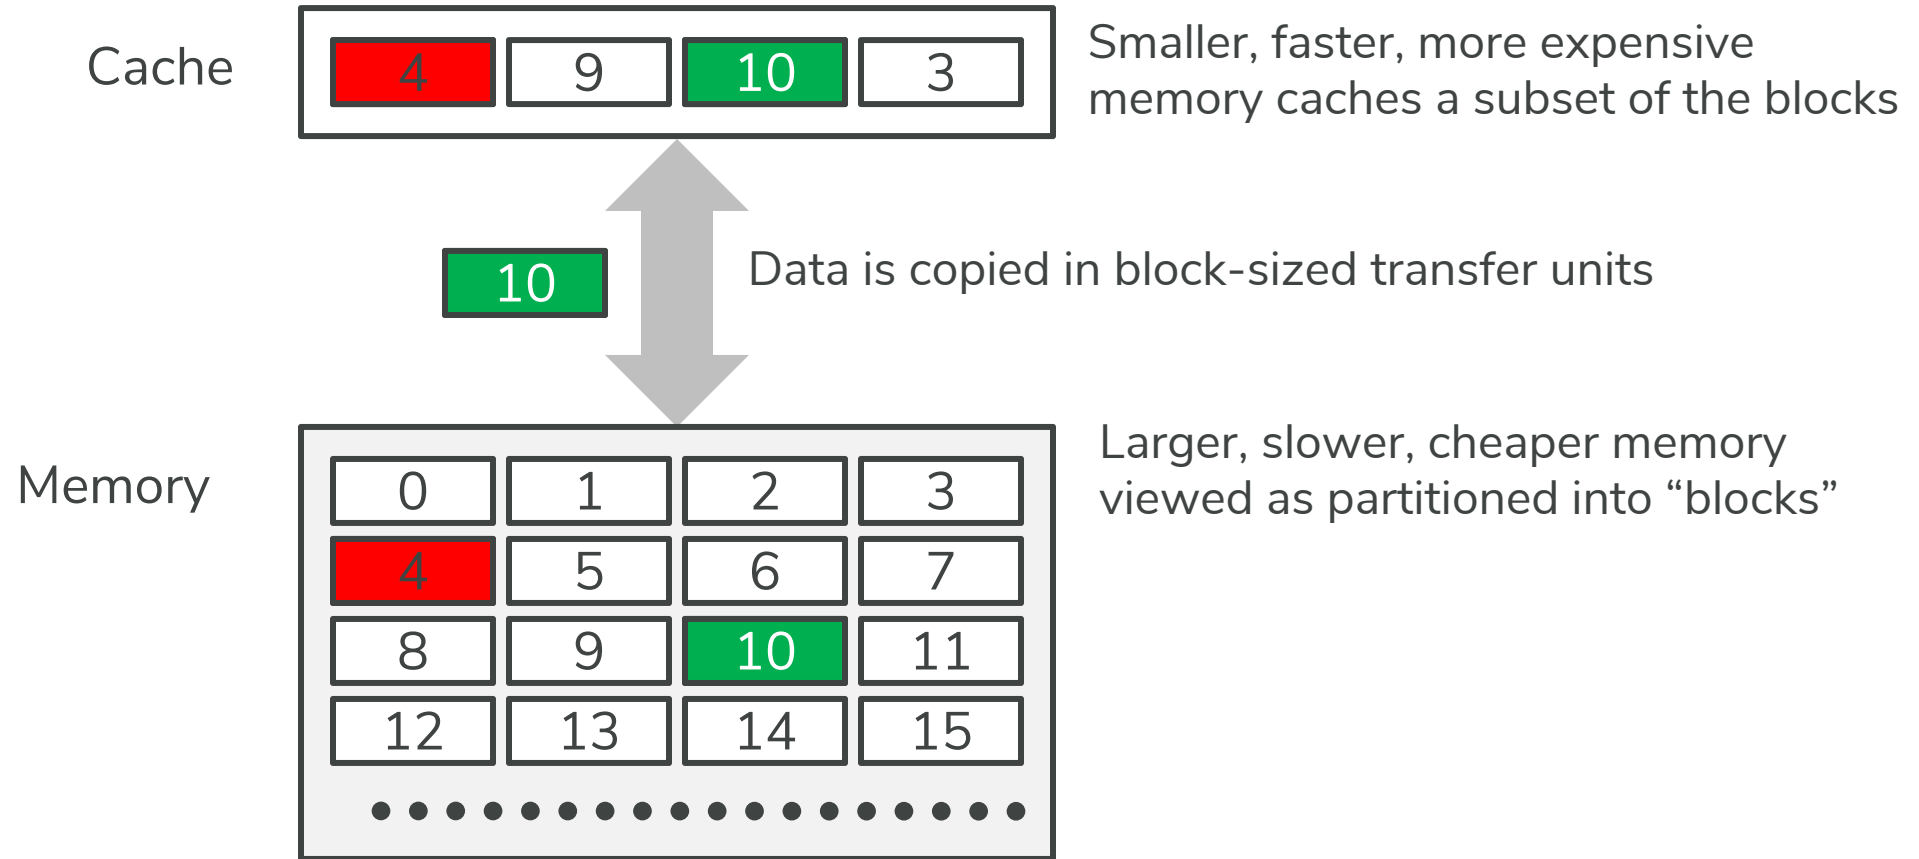 Cache
4 9 10 3
Smaller, faster, more expensive
memory caches a subset of the blocks
10
Data is copied in block-sized transfer units
Memory
0 1 2 3
4 5 6 7
8 9 10 11
12 13 14 15
Larger, slower, cheaper memory
viewed as partitioned into “blocks”